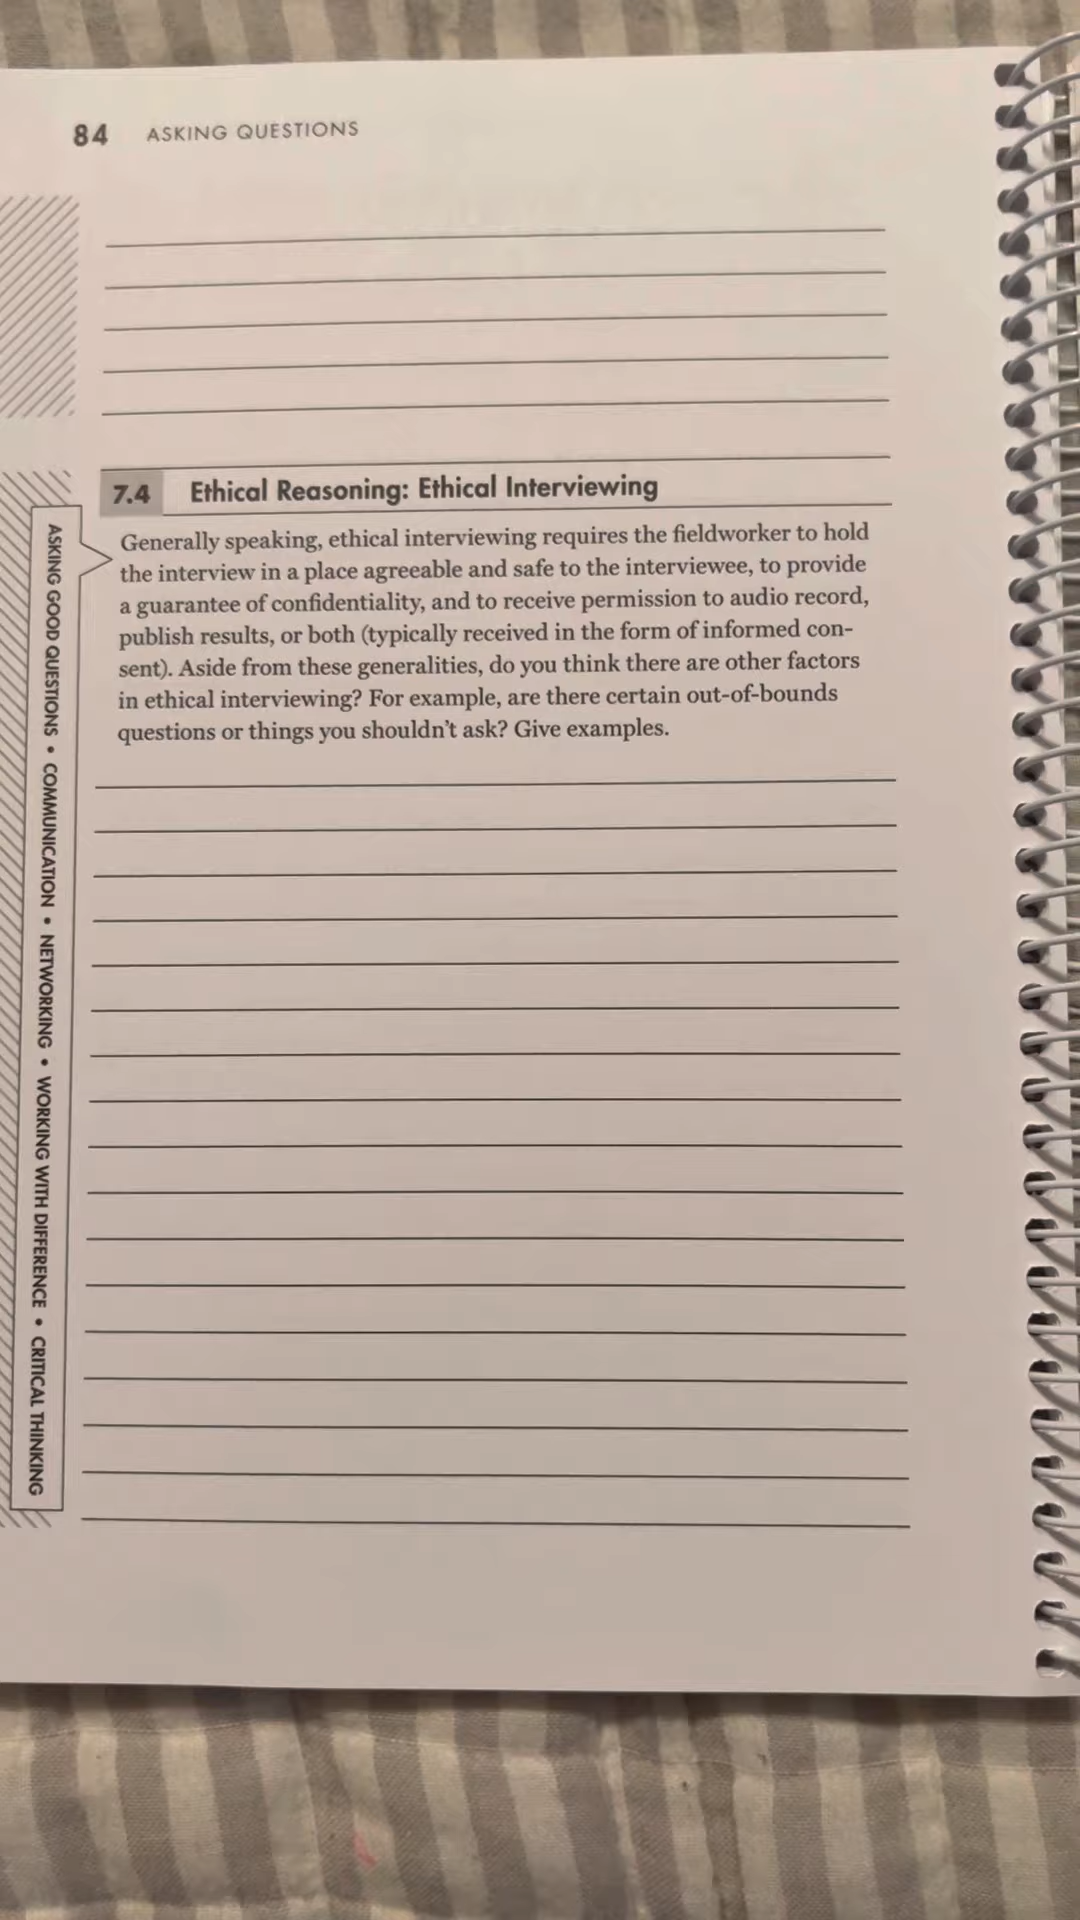 84 ASKING QUESTIONS
7.4 Ethical Reasoning: Ethical Interviewing
Generally speaking, ethical interviewing requires the fieldworker to hold
the interview in a place agreeable and safe to the interviewee, to provide
a guarantee of confidentiality, and to receive permission to audio record,
publish results, or both (typically received in the form of informed con-
sent). Aside from these generalities, do you think there are other factors
in ethical interviewing? For example, are there certain out-of-bounds
questions or things you shouldn't ask? Give examples.
ASKING GOOD QUESTIONS • COMMUNICATION • NETWORKING • WORKING WITH DIFFERENCE • CRITICAL THINKING